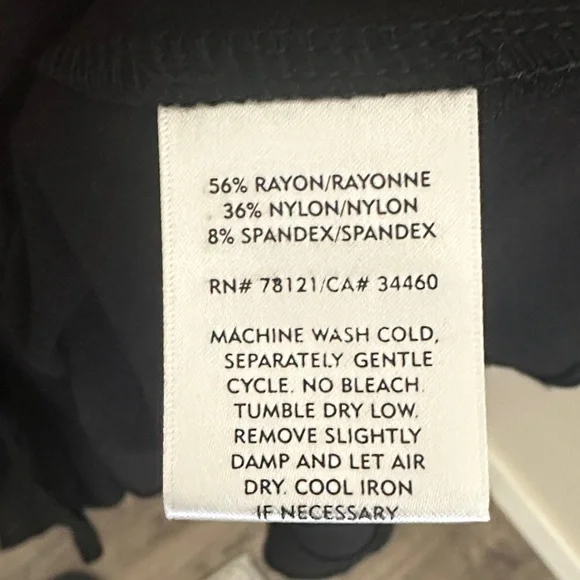 56% RAYON/RAYONNE
36% NYLON/NYLON
8% SPANDEX/SPANDEX
RN# 78121/CA# 34460
MACHINE WASH COLD,
SEPARATELY GENTLE
CYCLE. NO BLEACH.
TUMBLE DRY LOW.
REMOVE SLIGHTLY
DAMP AND LET AIR
DRY. COOL IRON
IF NECESSARY